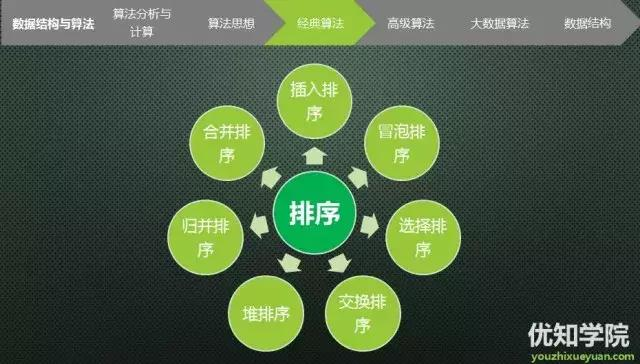 数据结构与算法
算法分析与
计算
算法思想
经典算法
高级算法
大数据算法
数据结构
插入排
序
冒泡排
序
选择排
序
交换排
序
堆排序
归并排
序
合并排
序
排序
优知学院
youzhixueyuan.com